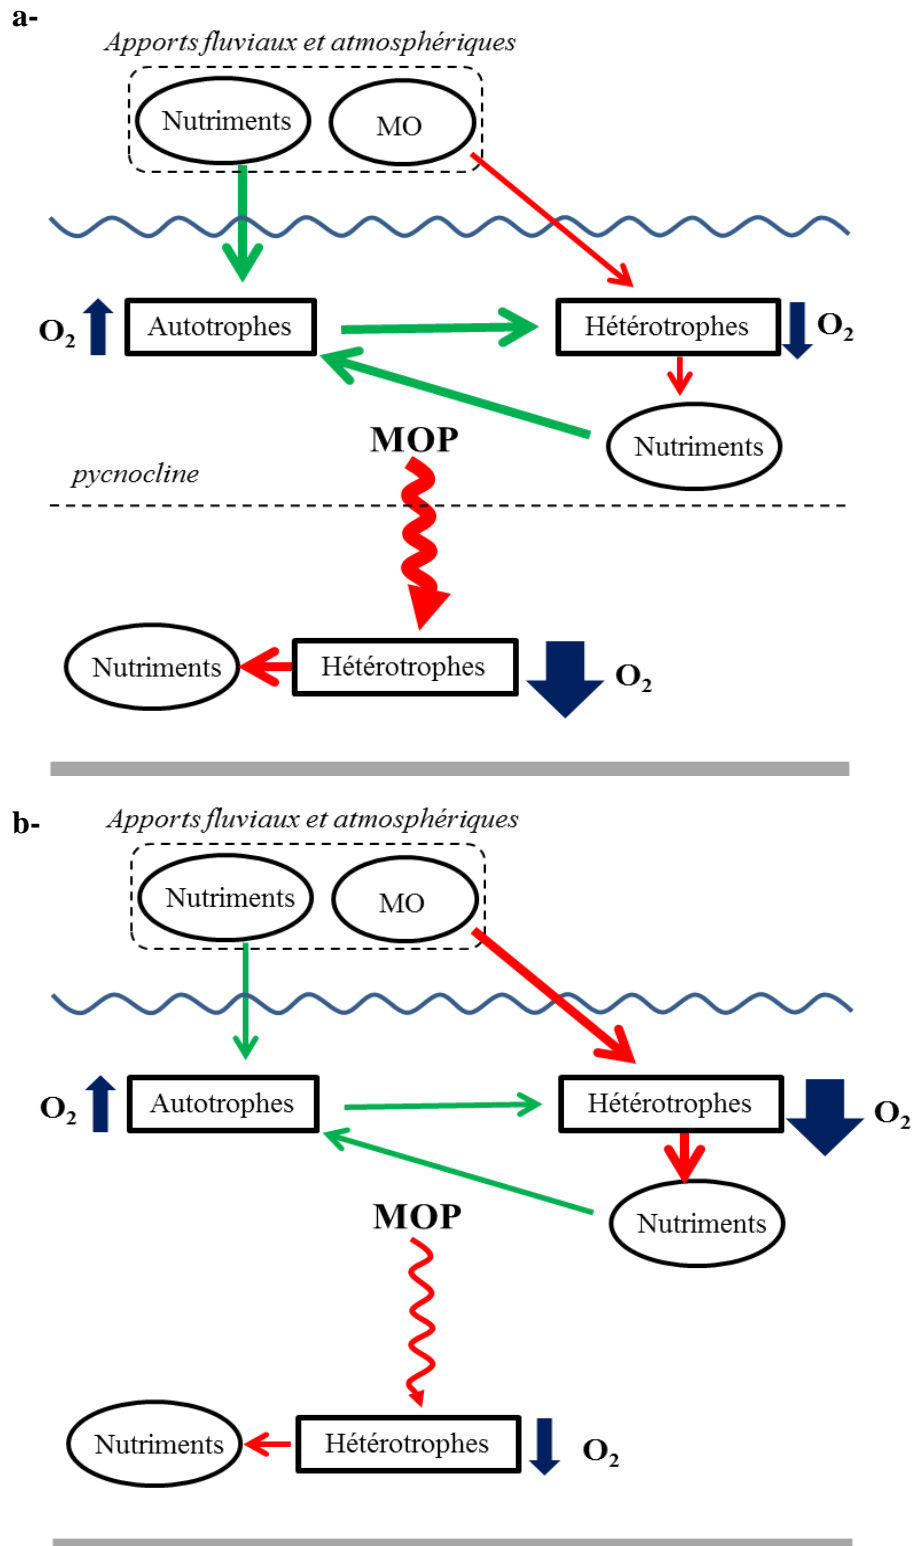 a-
Apports fluviaux et atmosphériques
Nutriments
MO
O₂
Autotrophes
Hétérotrophes
O₂
MOP
Nutriments
pycnocline
Nutriments
Hétérotrophes
O₂
b-
Apports fluviaux et atmosphériques
Nutriments
MO
O₂
Autotrophes
Hétérotrophes
O₂
MOP
Nutriments
Nutriments
Hétérotrophes
O₂